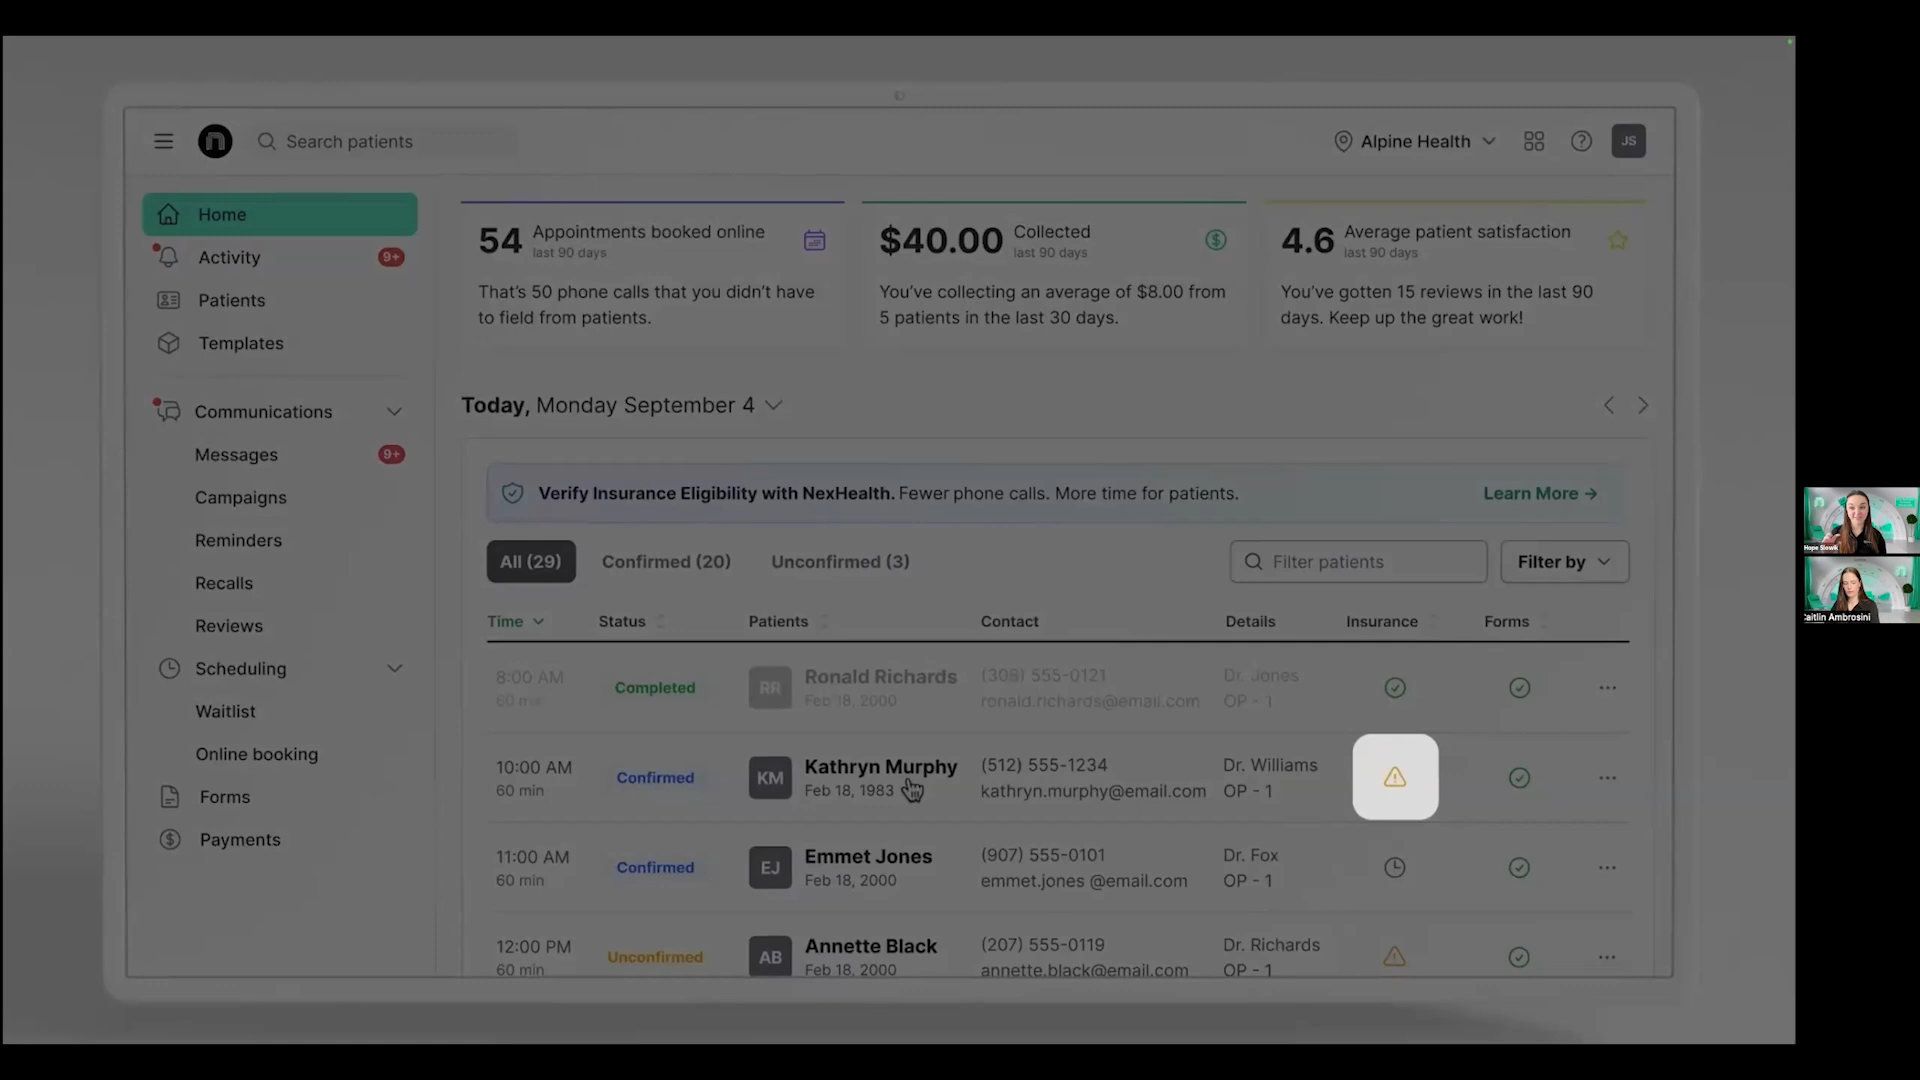 Search patients
Alpine Health
JS
Home
Activity 9+
Patients
Templates
Communications
Messages 9+
Campaigns
Reminders
Recalls
Reviews
Scheduling
Waitlist
Online booking
Forms
Payments
54 Appointments booked online
last 90 days
That's 50 phone calls that you didn't have
to field from patients.
$40.00 Collected
last 90 days
You've collecting an average of $8.00 from
5 patients in the last 30 days.
4.6 Average patient satisfaction
last 90 days
You've gotten 15 reviews in the last 90
days. Keep up the great work!
Today, Monday September 4
Verify Insurance Eligibility with NexHealth. Fewer phone calls. More time for patients. Learn More →
All (29) Confirmed (20) Unconfirmed (3) Filter patients Filter by
Time Status Patients Contact Details Insurance Forms
8:00 AM Completed RR Ronald Richards (308) 555-0121 Dr. Jones
60 min Feb 18, 2000 ronald.richards@email.com OP - 1
10:00 AM Confirmed KM Kathryn Murphy (512) 555-1234 Dr. Williams
60 min Feb 18, 1983 kathryn.murphy@email.com OP - 1
11:00 AM Confirmed EJ Emmet Jones (907) 555-0101 Dr. Fox
60 min Feb 18, 2000 emmet.jones @email.com OP - 1
12:00 PM Unconfirmed AB Annette Black (207) 555-0119 Dr. Richards
60 min Feb 18, 2000 annette.black@email.com OP - 1
Hope Slowik
Caitlin Ambrosini